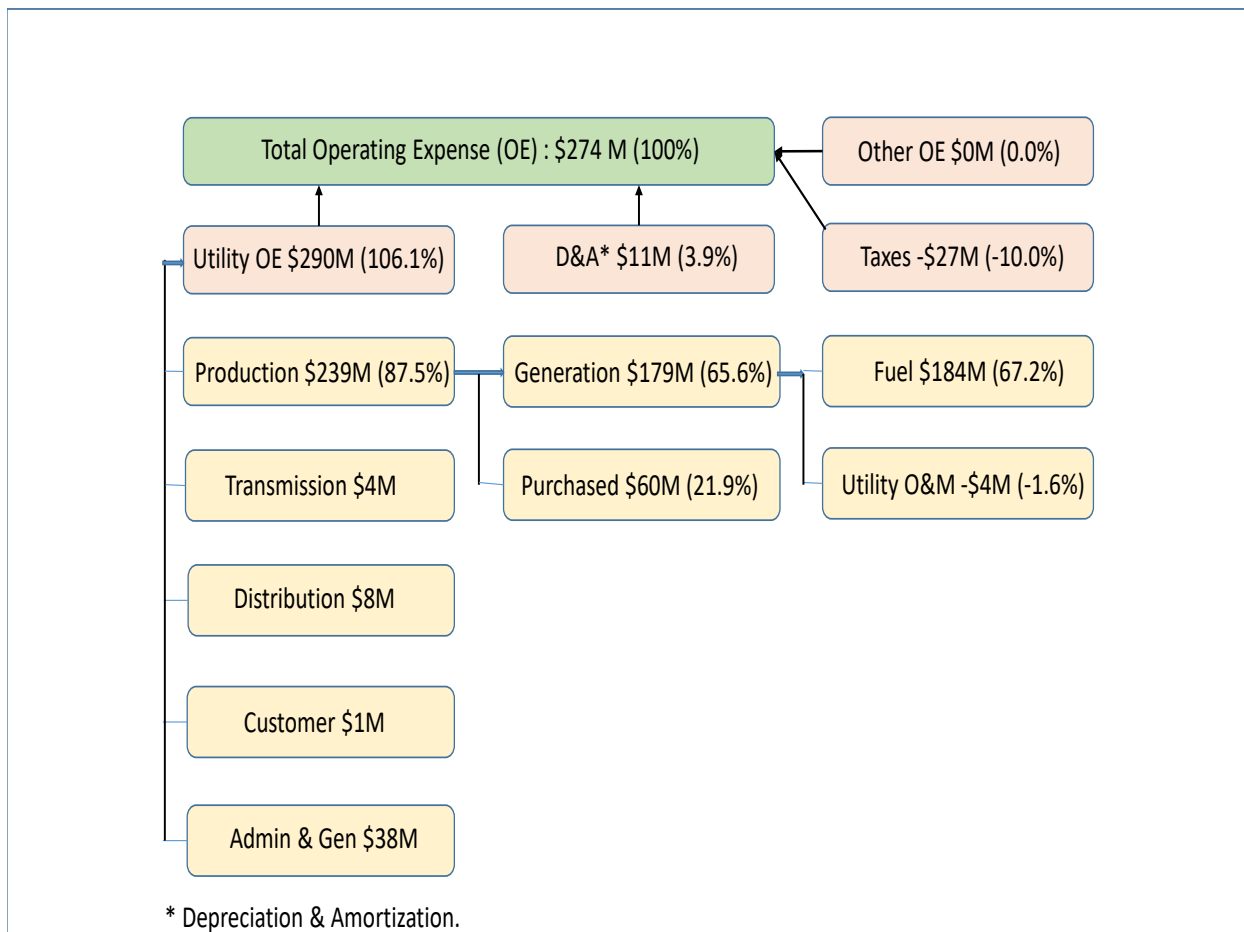 Total Operating Expense (OE) : $274 M (100%)
Other OE $0M (0.0%)
Utility OE $290M (106.1%)
D&A* $11M (3.9%)
Taxes -$27M (-10.0%)
Production $239M (87.5%)
Generation $179M (65.6%)
Fuel $184M (67.2%)
Transmission $4M
Purchased $60M (21.9%)
Utility O&M -$4M (-1.6%)
Distribution $8M
Customer $1M
Admin & Gen $38M
* Depreciation & Amortization.